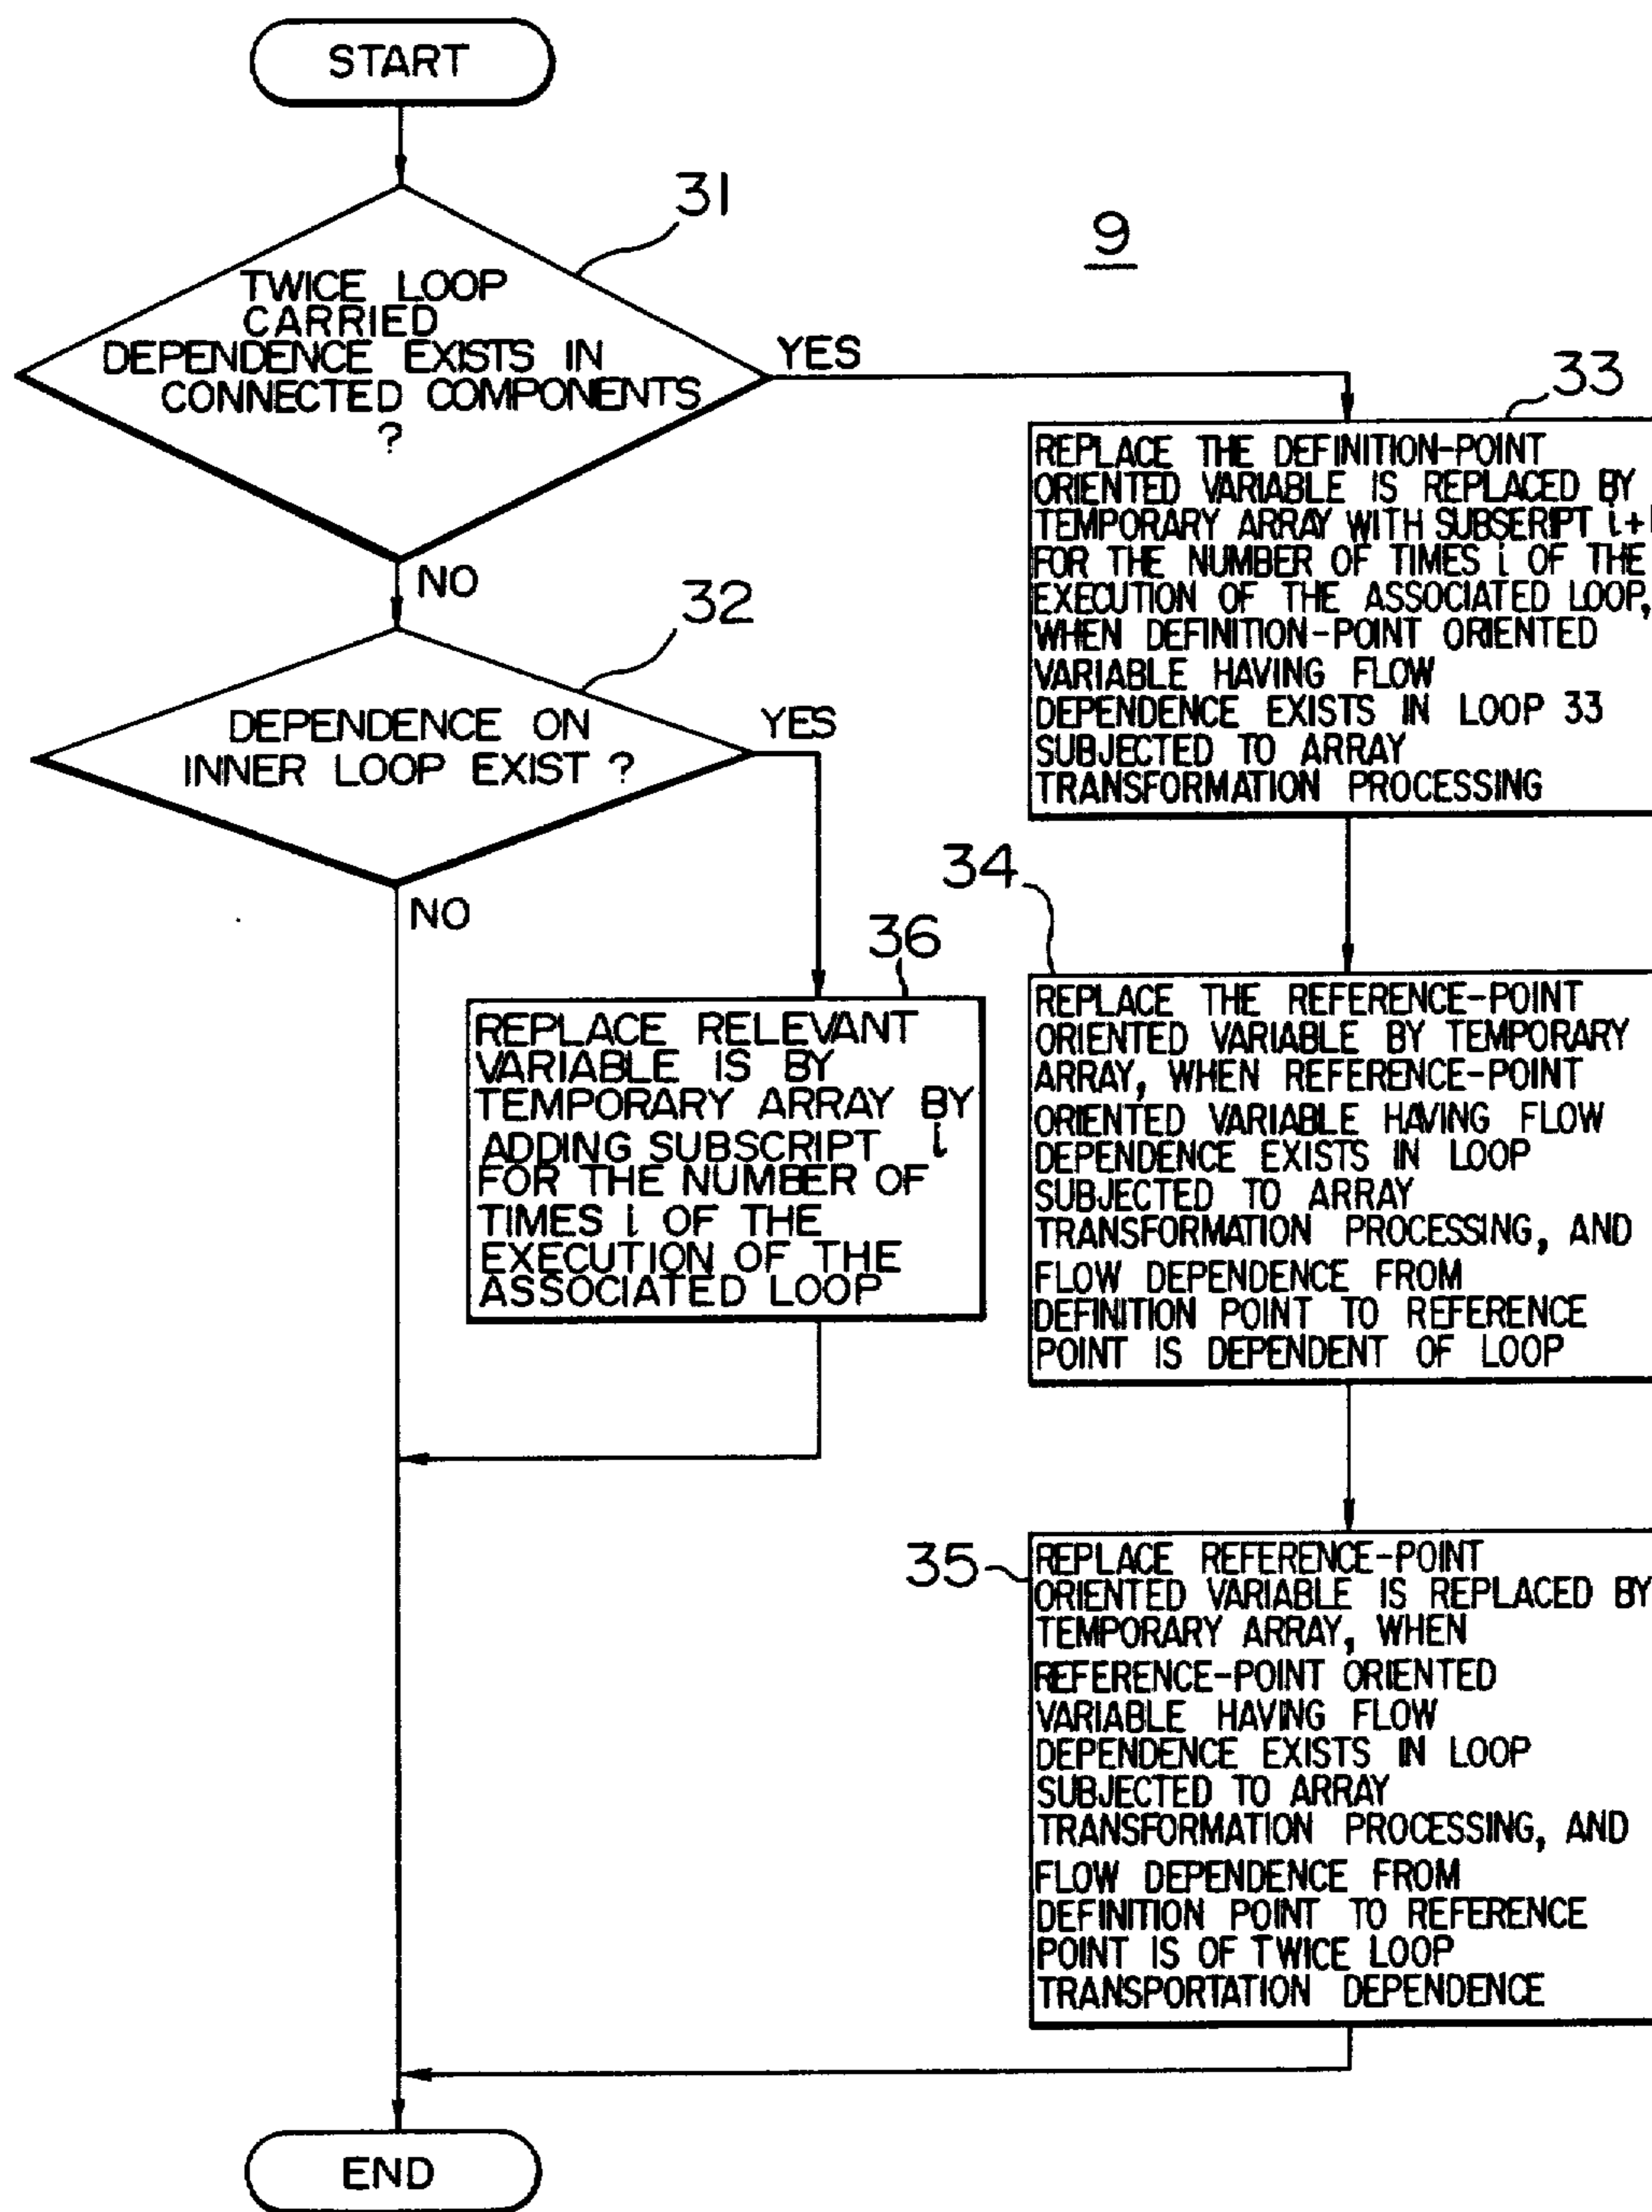 START
31
9
TWICE LOOP
CARRIED
DEPENDENCE EXISTS IN
CONNECTED COMPONENTS
?
YES
NO
33
REPLACE THE DEFINITION-POINT
ORIENTED VARIABLE IS REPLACED BY
TEMPORARY ARRAY WITH SUBSERIPT i+
FOR THE NUMBER OF TIMES i OF THE
EXECUTION OF THE ASSOCIATED LOOP,
WHEN DEFINITION-POINT ORIENTED
VARIABLE HAVING FLOW
DEPENDENCE EXISTS IN LOOP 33
SUBJECTED TO ARRAY
TRANSFORMATION PROCESSING
32
DEPENDENCE ON
INNER LOOP EXIST ?
YES
NO
36
REPLACE RELEVANT
VARIABLE IS BY
TEMPORARY ARRAY BY
ADDING SUBSCRIPT i
FOR THE NUMBER OF
TIMES i OF THE
EXECUTION OF THE
ASSOCIATED LOOP
34
REPLACE THE REFERENCE-POINT
ORIENTED VARIABLE BY TEMPORARY
ARRAY, WHEN REFERENCE-POINT
ORIENTED VARIABLE HAVING FLOW
DEPENDENCE EXISTS IN LOOP
SUBJECTED TO ARRAY
TRANSFORMATION PROCESSING, AND
FLOW DEPENDENCE FROM
DEFINITION POINT TO REFERENCE
POINT IS DEPENDENT OF LOOP
35
REPLACE REFERENCE-POINT
ORIENTED VARIABLE IS REPLACED BY
TEMPORARY ARRAY, WHEN
REFERENCE-POINT ORIENTED
VARIABLE HAVING FLOW
DEPENDENCE EXISTS IN LOOP
SUBJECTED TO ARRAY
TRANSFORMATION PROCESSING, AND
FLOW DEPENDENCE FROM
DEFINITION POINT TO REFERENCE
POINT IS OF TWICE LOOP
TRANSPORTATION DEPENDENCE
END